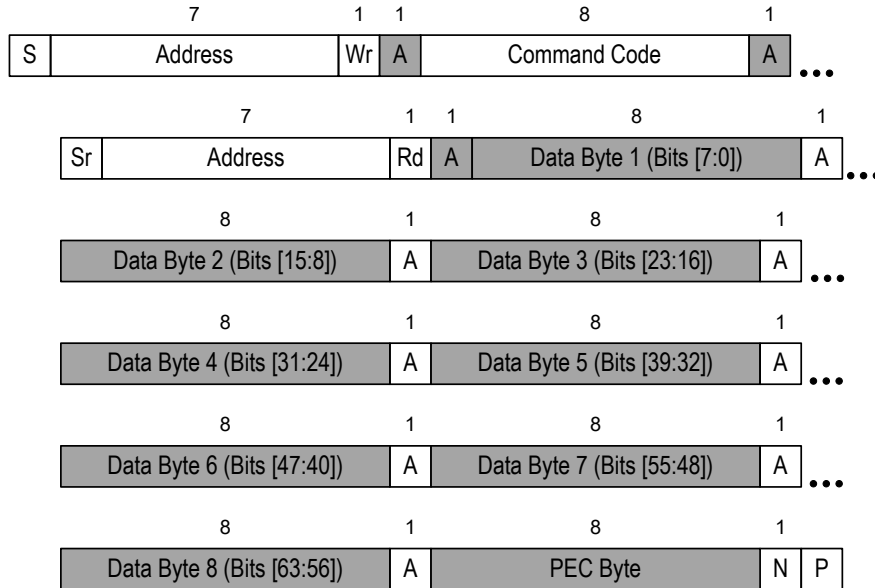 7 1 1 8 1
S Address Wr A Command Code A
7 1 1 8 1
Sr Address Rd A Data Byte 1 (Bits [7:0]) A
8 1 8 1
Data Byte 2 (Bits [15:8]) A Data Byte 3 (Bits [23:16]) A
8 1 8 1
Data Byte 4 (Bits [31:24]) A Data Byte 5 (Bits [39:32]) A
8 1 8 1
Data Byte 6 (Bits [47:40]) A Data Byte 7 (Bits [55:48]) A
8 1 8 1
Data Byte 8 (Bits [63:56]) A PEC Byte N P